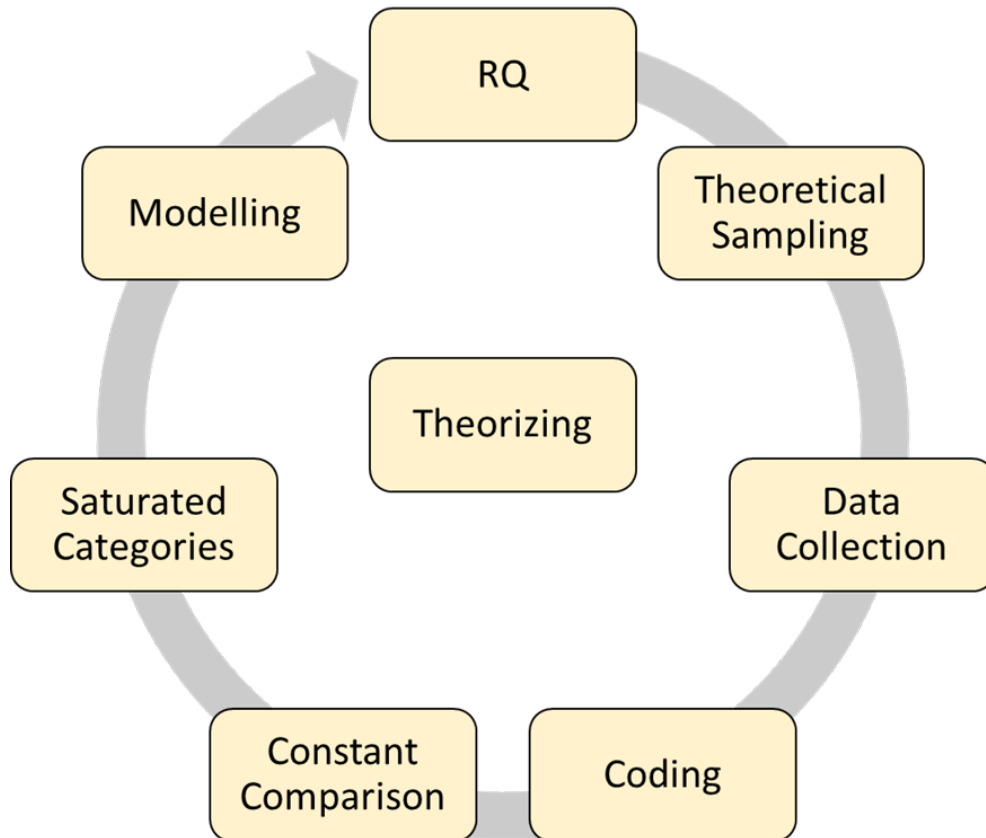 RQ
Theoretical
Sampling
Data
Collection
Coding
Constant
Comparison
Saturated
Categories
Modelling
Theorizing